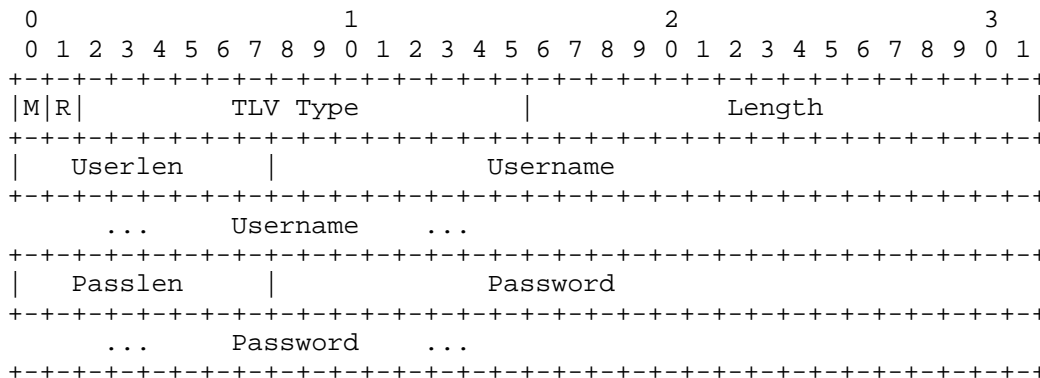 0                   1                   2                   3
 0 1 2 3 4 5 6 7 8 9 0 1 2 3 4 5 6 7 8 9 0 1 2 3 4 5 6 7 8 9 0 1
+-+-+-+-+-+-+-+-+-+-+-+-+-+-+-+-+-+-+-+-+-+-+-+-+-+-+-+-+-+-+-+-+
|M|R|         TLV Type          |            Length             |
+-+-+-+-+-+-+-+-+-+-+-+-+-+-+-+-+-+-+-+-+-+-+-+-+-+-+-+-+-+-+-+-+
|   Userlen     |             Username
+-+-+-+-+-+-+-+-+-+-+-+-+-+-+-+-+-+-+-+-+-+-+-+-+-+-+-+-+-+-+-+-+
      ...     Username    ...
+-+-+-+-+-+-+-+-+-+-+-+-+-+-+-+-+-+-+-+-+-+-+-+-+-+-+-+-+-+-+-+-+
|   Passlen     |             Password
+-+-+-+-+-+-+-+-+-+-+-+-+-+-+-+-+-+-+-+-+-+-+-+-+-+-+-+-+-+-+-+-+
      ...     Password    ...
+-+-+-+-+-+-+-+-+-+-+-+-+-+-+-+-+-+-+-+-+-+-+-+-+-+-+-+-+-+-+-+-+